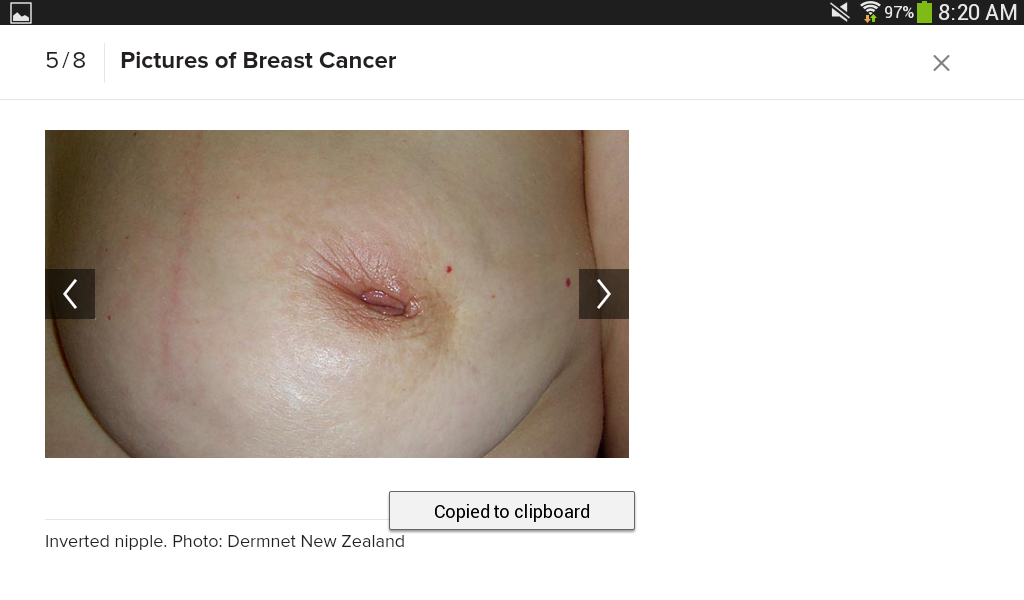 97% 8:20 AM
5/8 Pictures of Breast Cancer
Copied to clipboard
Inverted nipple. Photo: Dermnet New Zealand